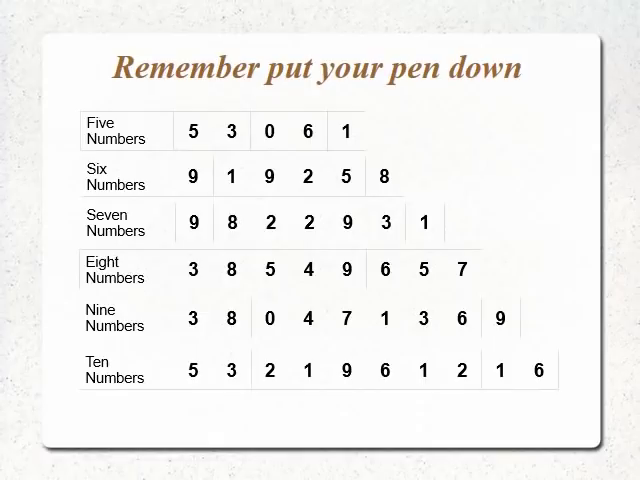 Remember put your pen down
Five
Numbers
5 3 0 6 1
Six
Numbers
9 1 9 2 5 8
Seven
Numbers
9 8 2 2 9 3 1
Eight
Numbers
3 8 5 4 9 6 5 7
Nine
Numbers
3 8 0 4 7 1 3 6 9
Ten
Numbers
5 3 2 1 9 6 1 2 1 6